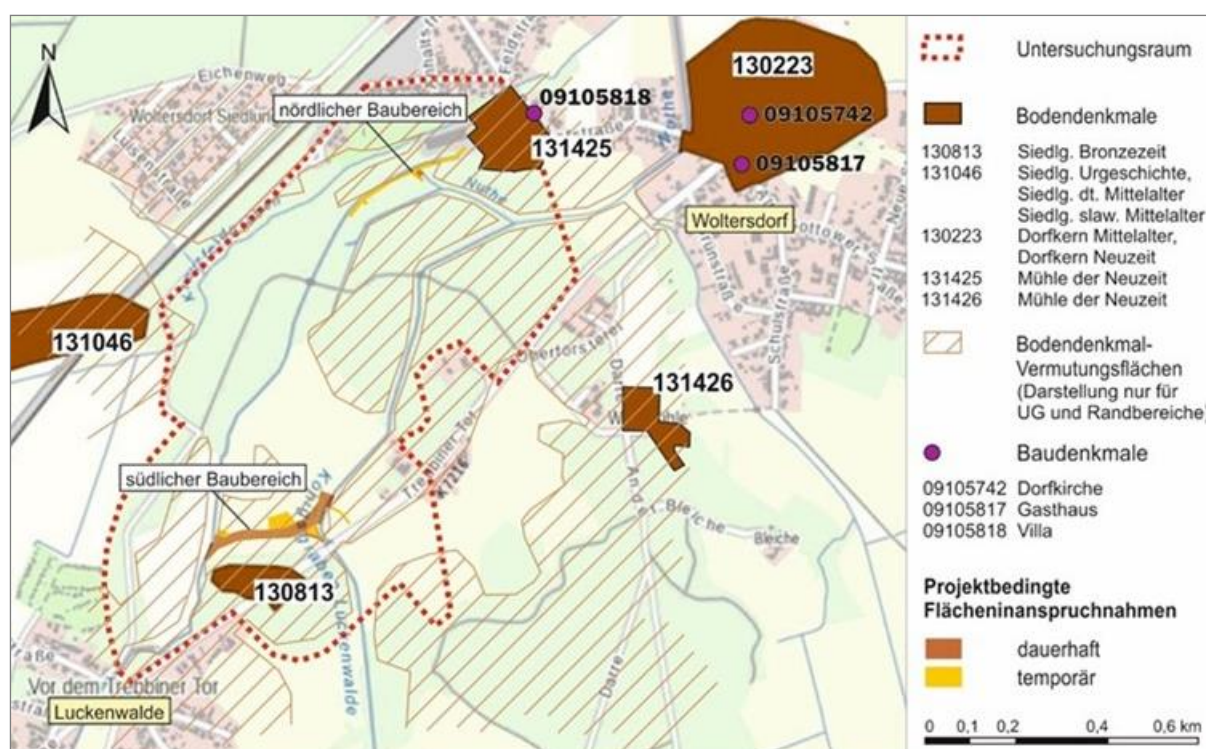 N
Eichenweg
Woltersdorf Siedlung
nördlicher Baubereich
Luisenstraße
Feldstra
09105818
131425
130223
09105742
09105817
Nuthe
Woltersdorf
Schulstraße
131046
131426
südlicher Baubereich
Trebbiner Tor
K7216
An der Bleiche
Bleiche
130813
Luckenwalde
Vor dem Trebbiner Tor
Luckenwalde
Untersuchungsraum
Bodendenkmale
130813 Siedlg. Bronzezeit
131046 Siedlg. Urgeschichte,
Siedlg. dt. Mittelalter
Siedlg. slaw. Mittelalter
130223 Dorfkern Mittelalter,
Dorfkern Neuzeit
131425 Mühle der Neuzeit
131426 Mühle der Neuzeit
Bodendenkmal-
Vermutungsflächen
(Darstellung nur für
UG und Randbereiche)
Baudenkmale
09105742 Dorfkirche
09105817 Gasthaus
09105818 Villa
Projektbedingte
Flächeninanspruchnahmen
dauerhaft
temporär
0 0,1 0,2 0,4 0,6 km